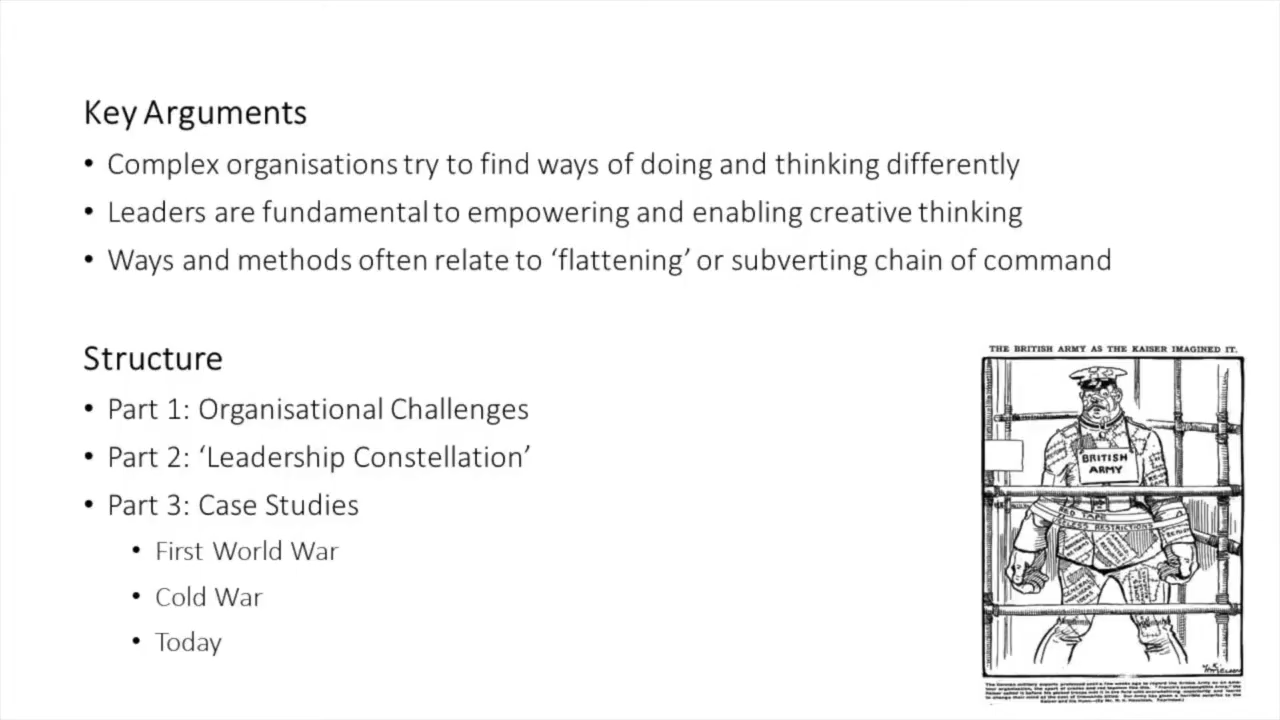 Key Arguments
• Complex organisations try to find ways of doing and thinking differently
• Leaders are fundamental to empowering and enabling creative thinking
• Ways and methods often relate to ‘flattening’ or subverting chain of command
Structure
• Part 1: Organisational Challenges
• Part 2: ‘Leadership Constellation’
• Part 3: Case Studies
• First World War
• Cold War
• Today
THE BRITISH ARMY AS THE KAISER IMAGINED IT.
BRITISH
ARMY
RED TAPE
RESTRICTIONS